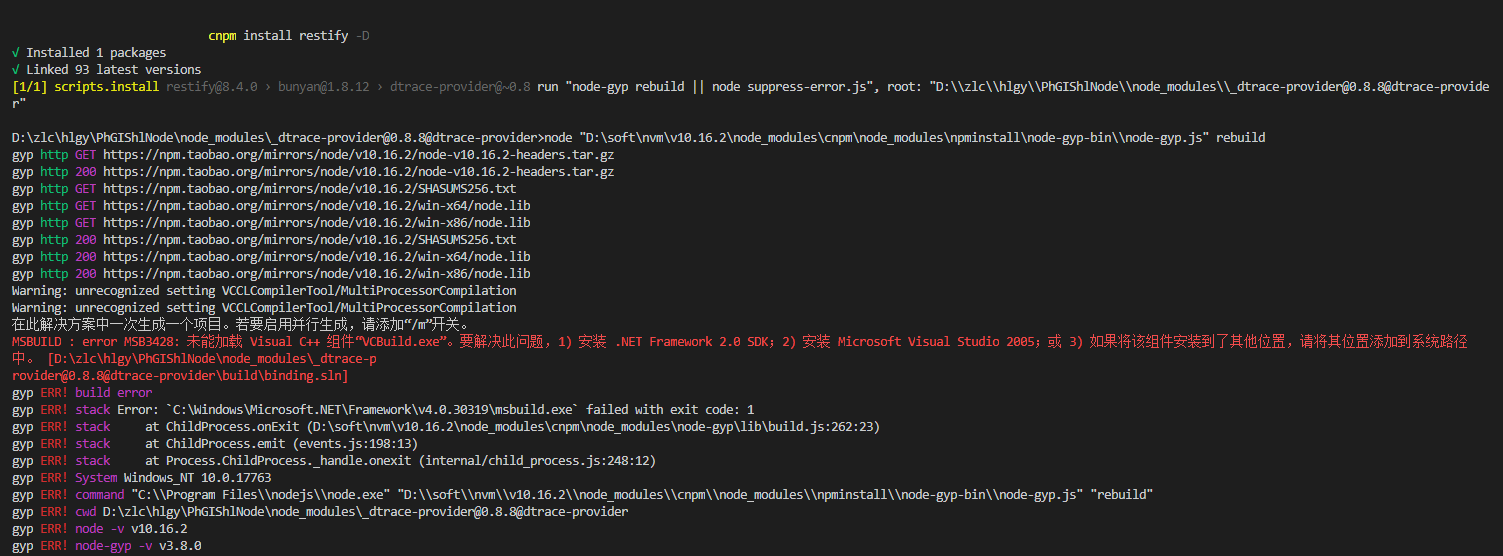 cnpm install restify -D
√ Installed 1 packages
√ Linked 93 latest versions
[1/1] scripts.install restify@8.4.0 › bunyan@1.8.12 › dtrace-provider@~0.8 run "node-gyp rebuild || node suppress-error.js", root: "D:\\zlc\\hlgy\\PhGIShlNode\\node_modules\\_dtrace-provider@0.8.8@dtrace-provide
r"
D:\zlc\hlgy\PhGIShlNode\node_modules\_dtrace-provider@0.8.8@dtrace-provider>node "D:\soft\nvm\v10.16.2\node_modules\cnpm\node_modules\npminstall\node-gyp-bin\\node-gyp.js" rebuild
gyp http GET https://npm.taobao.org/mirrors/node/v10.16.2/node-v10.16.2-headers.tar.gz
gyp http 200 https://npm.taobao.org/mirrors/node/v10.16.2/node-v10.16.2-headers.tar.gz
gyp http GET https://npm.taobao.org/mirrors/node/v10.16.2/SHASUMS256.txt
gyp http GET https://npm.taobao.org/mirrors/node/v10.16.2/win-x64/node.lib
gyp http GET https://npm.taobao.org/mirrors/node/v10.16.2/win-x86/node.lib
gyp http 200 https://npm.taobao.org/mirrors/node/v10.16.2/SHASUMS256.txt
gyp http 200 https://npm.taobao.org/mirrors/node/v10.16.2/win-x64/node.lib
gyp http 200 https://npm.taobao.org/mirrors/node/v10.16.2/win-x86/node.lib
Warning: unrecognized setting VCCLCompilerTool/MultiProcessorCompilation
Warning: unrecognized setting VCCLCompilerTool/MultiProcessorCompilation
在此解决方案中一次生成一个项目。若要启用并行生成，请添加“/m”开关。
MSBUILD : error MSB3428: 未能加载 Visual C++ 组件“VCBuild.exe”。要解决此问题，1) 安装 .NET Framework 2.0 SDK；2) 安装 Microsoft Visual Studio 2005；或 3) 如果将该组件安装到了其他位置，请将其位置添加到系统路径
中。 [D:\zlc\hlgy\PhGIShlNode\node_modules\_dtrace-p
rovider@0.8.8@dtrace-provider\build\binding.sln]
gyp ERR! build error
gyp ERR! stack Error: `C:\Windows\Microsoft.NET\Framework\v4.0.30319\msbuild.exe` failed with exit code: 1
gyp ERR! stack     at ChildProcess.onExit (D:\soft\nvm\v10.16.2\node_modules\cnpm\node_modules\node-gyp\lib\build.js:262:23)
gyp ERR! stack     at ChildProcess.emit (events.js:198:13)
gyp ERR! stack     at Process.ChildProcess._handle.onexit (internal/child_process.js:248:12)
gyp ERR! System Windows_NT 10.0.17763
gyp ERR! command "C:\\Program Files\\nodejs\\node.exe" "D:\\soft\\nvm\\v10.16.2\\node_modules\\cnpm\\node_modules\\npminstall\\node-gyp-bin\\node-gyp.js" "rebuild"
gyp ERR! cwd D:\zlc\hlgy\PhGIShlNode\node_modules\_dtrace-provider@0.8.8@dtrace-provider
gyp ERR! node -v v10.16.2
gyp ERR! node-gyp -v v3.8.0